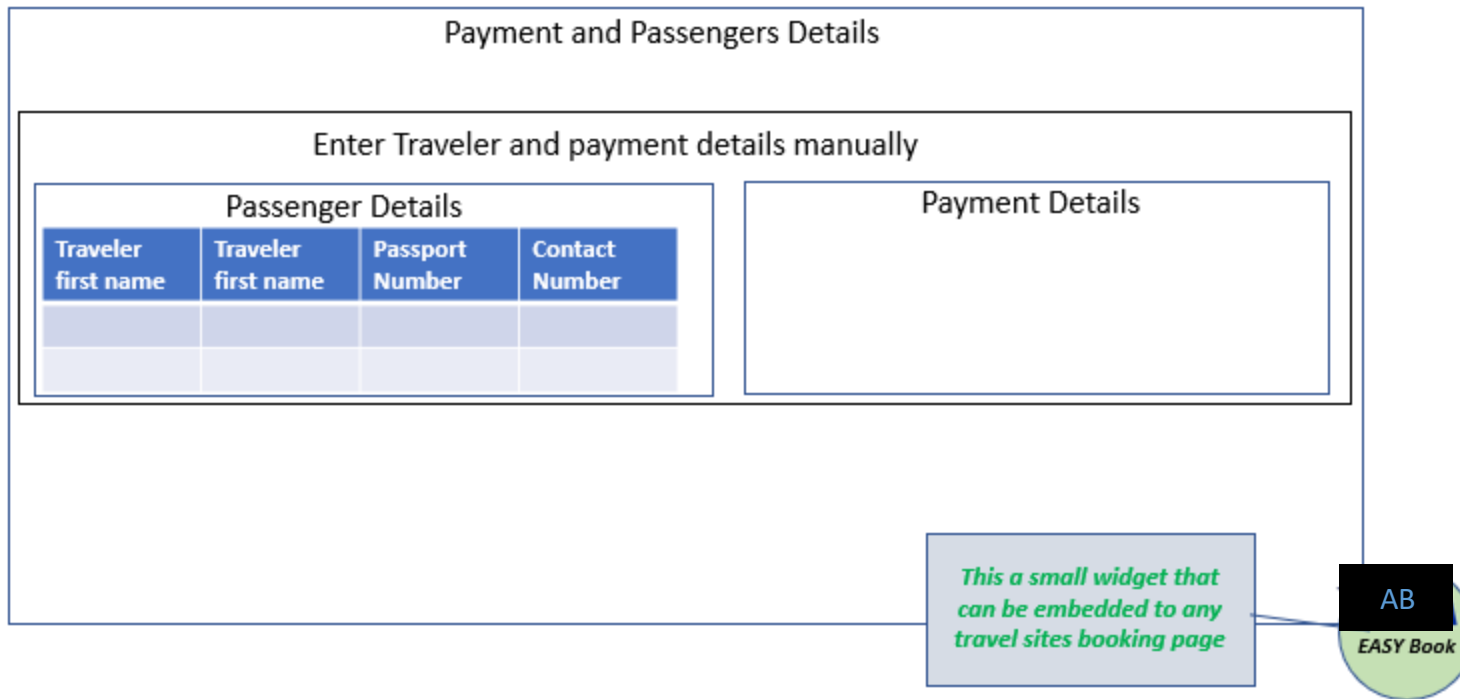 Payment and Passengers Details
Enter Traveler and payment details manually
Passenger Details
Traveler first name
Traveler first name
Passport Number
Contact Number
Payment Details
This a small widget that
can be embedded to any
travel sites booking page
AB
EASY Book